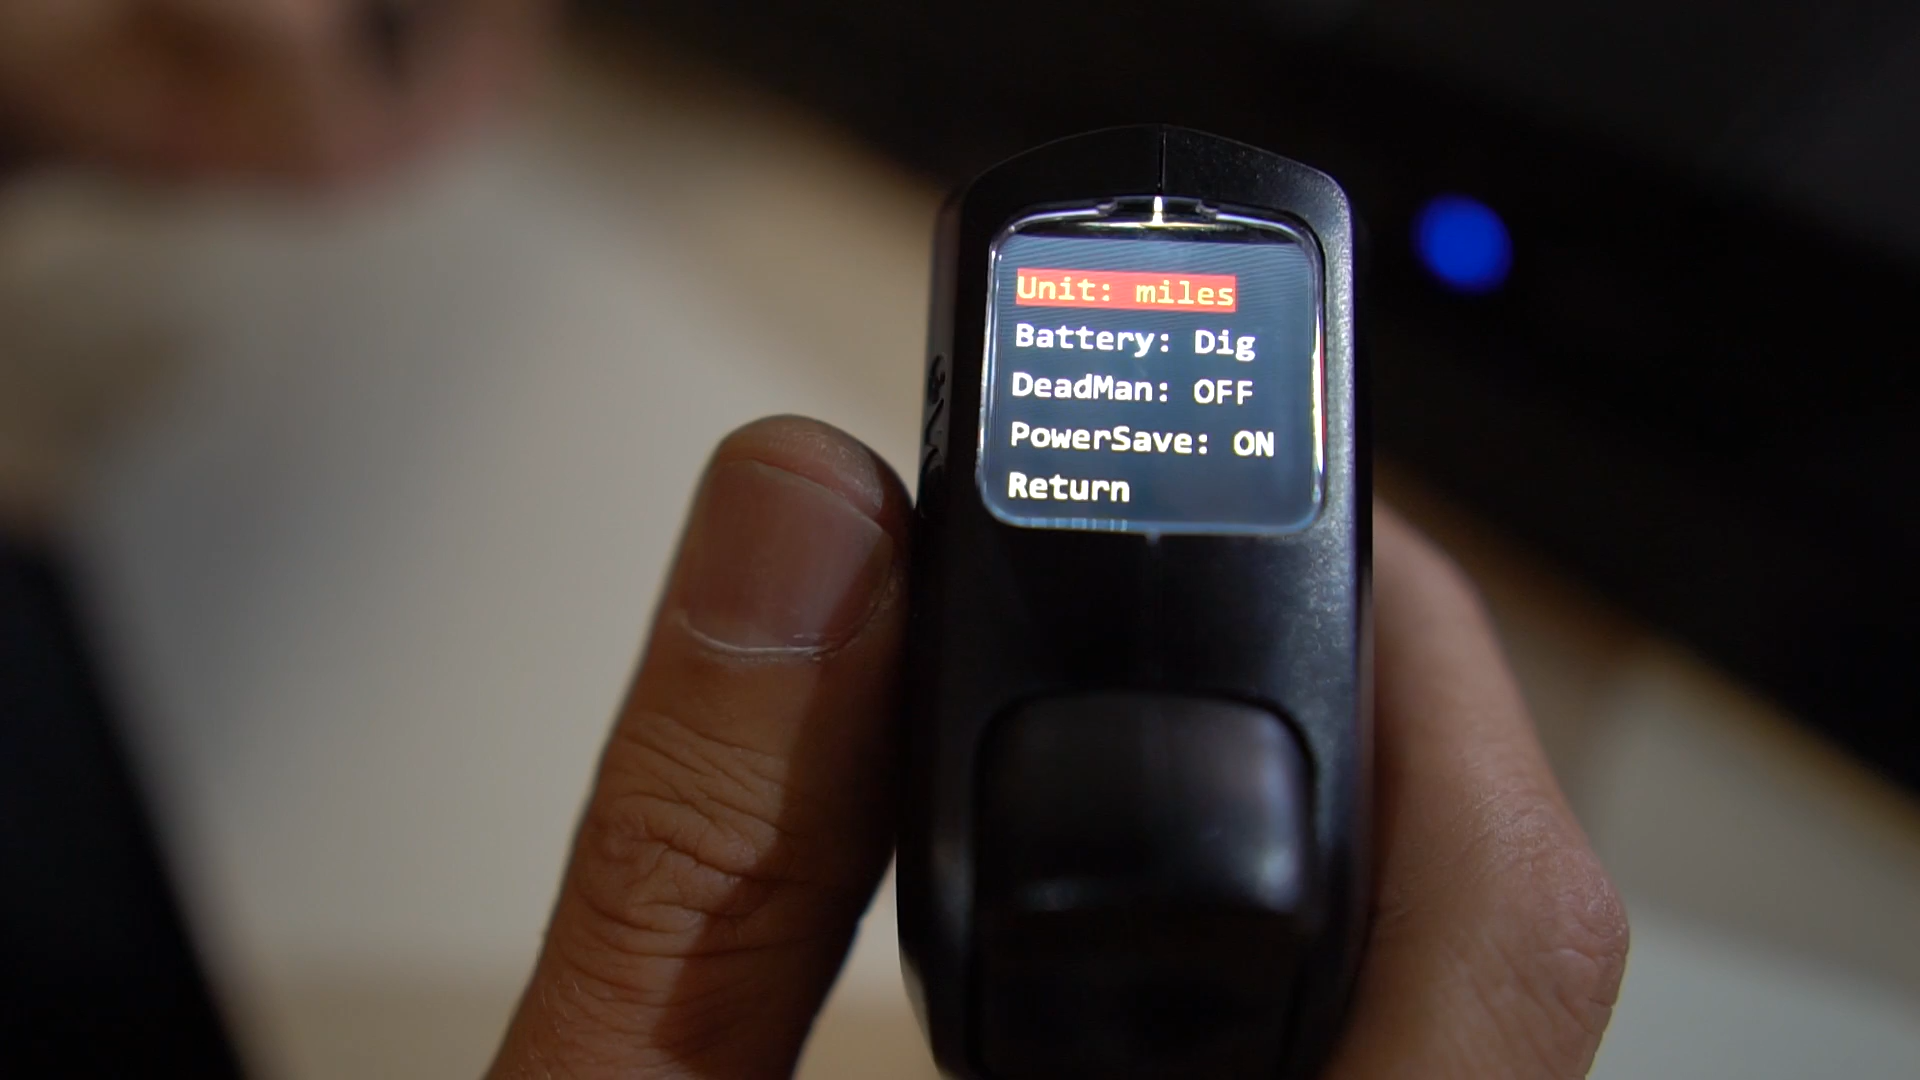 Unit: miles
Battery: Dig
DeadMan: OFF
PowerSave: ON
Return